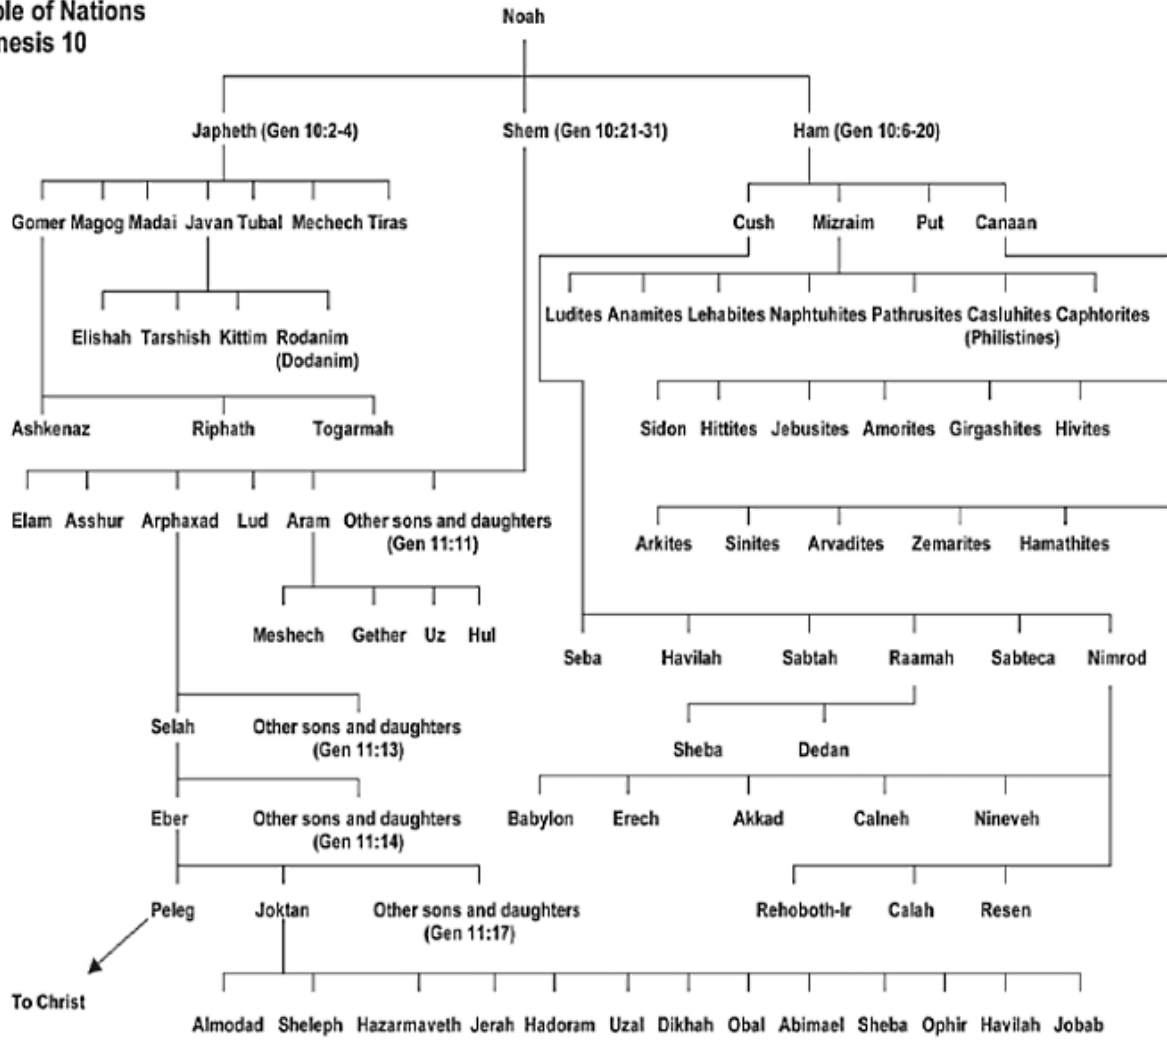 ble of Nations
nesis 10
Noah
Japheth (Gen 10:2-4) Shem (Gen 10:21-31) Ham (Gen 10:6-20)
Gomer Magog Madai Javan Tubal Mechech Tiras
Cush Mizraim Put Canaan
Ludites Anamites Lehabites Naphtuhites Pathrusites Casluhites Caphtorites
(Philistines)
Elishah Tarshish Kittim Rodanim
(Dodanim)
Ashkenaz Riphath Togarmah
Sidon Hittites Jebusites Amorites Girgashites Hivites
Elam Asshur Arphaxad Lud Aram Other sons and daughters
(Gen 11:11)
Arkites Sinites Arvadites Zemarites Hamathites
Meshech Gether Uz Hul
Seba Havilah Sabtah Raamah Sabteca Nimrod
Selah Other sons and daughters
(Gen 11:13)
Sheba Dedan
Eber Other sons and daughters
(Gen 11:14)
Babylon Erech Akkad Calneh Nineveh
Peleg Joktan Other sons and daughters
(Gen 11:17)
Rehoboth-Ir Calah Resen
To Christ
Almodad Sheleph Hazarmaveth Jerah Hadoram Uzal Dikhah Obal Abimael Sheba Ophir Havilah Jobab